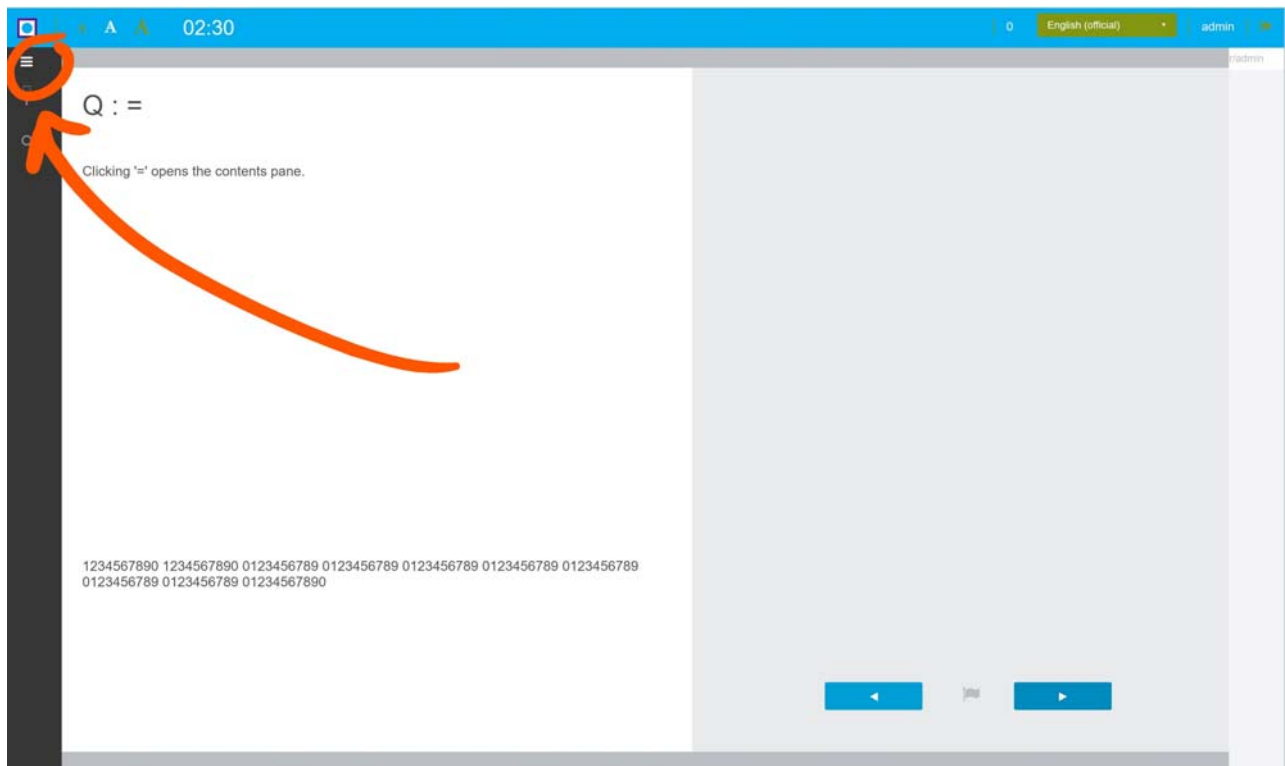 A A A 02:30 0 English (official) admin
r/admin
Q : =
Clicking '=' opens the contents pane.
1234567890 1234567890 0123456789 0123456789 0123456789 0123456789 0123456789
0123456789 0123456789 01234567890